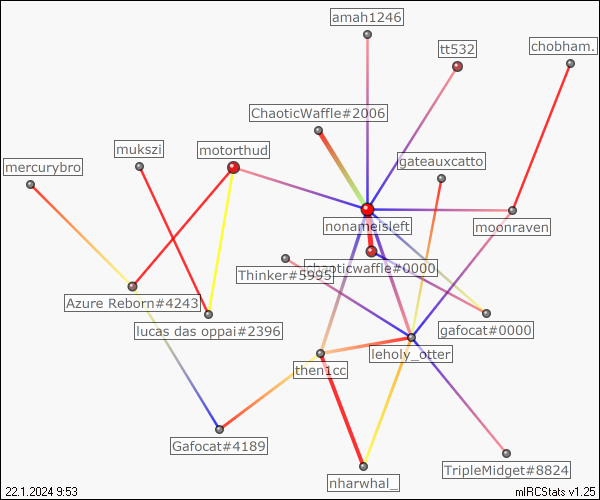 amah1246
tt532
chobham.
ChaoticWaffle#2006
mukszi
motorthud
gateauxcatto
mercurybro
nonameisleft
moonraven
Thinker#5995
chaoticwaffle#0000
Azure Reborn#4243
lucas das oppai#2396
gafocat#0000
leholy_otter
then1cc
Gafocat#4189
nharwhal_
TripleMidget#8824
22.1.2024 9:53
mIRCStats v1.25